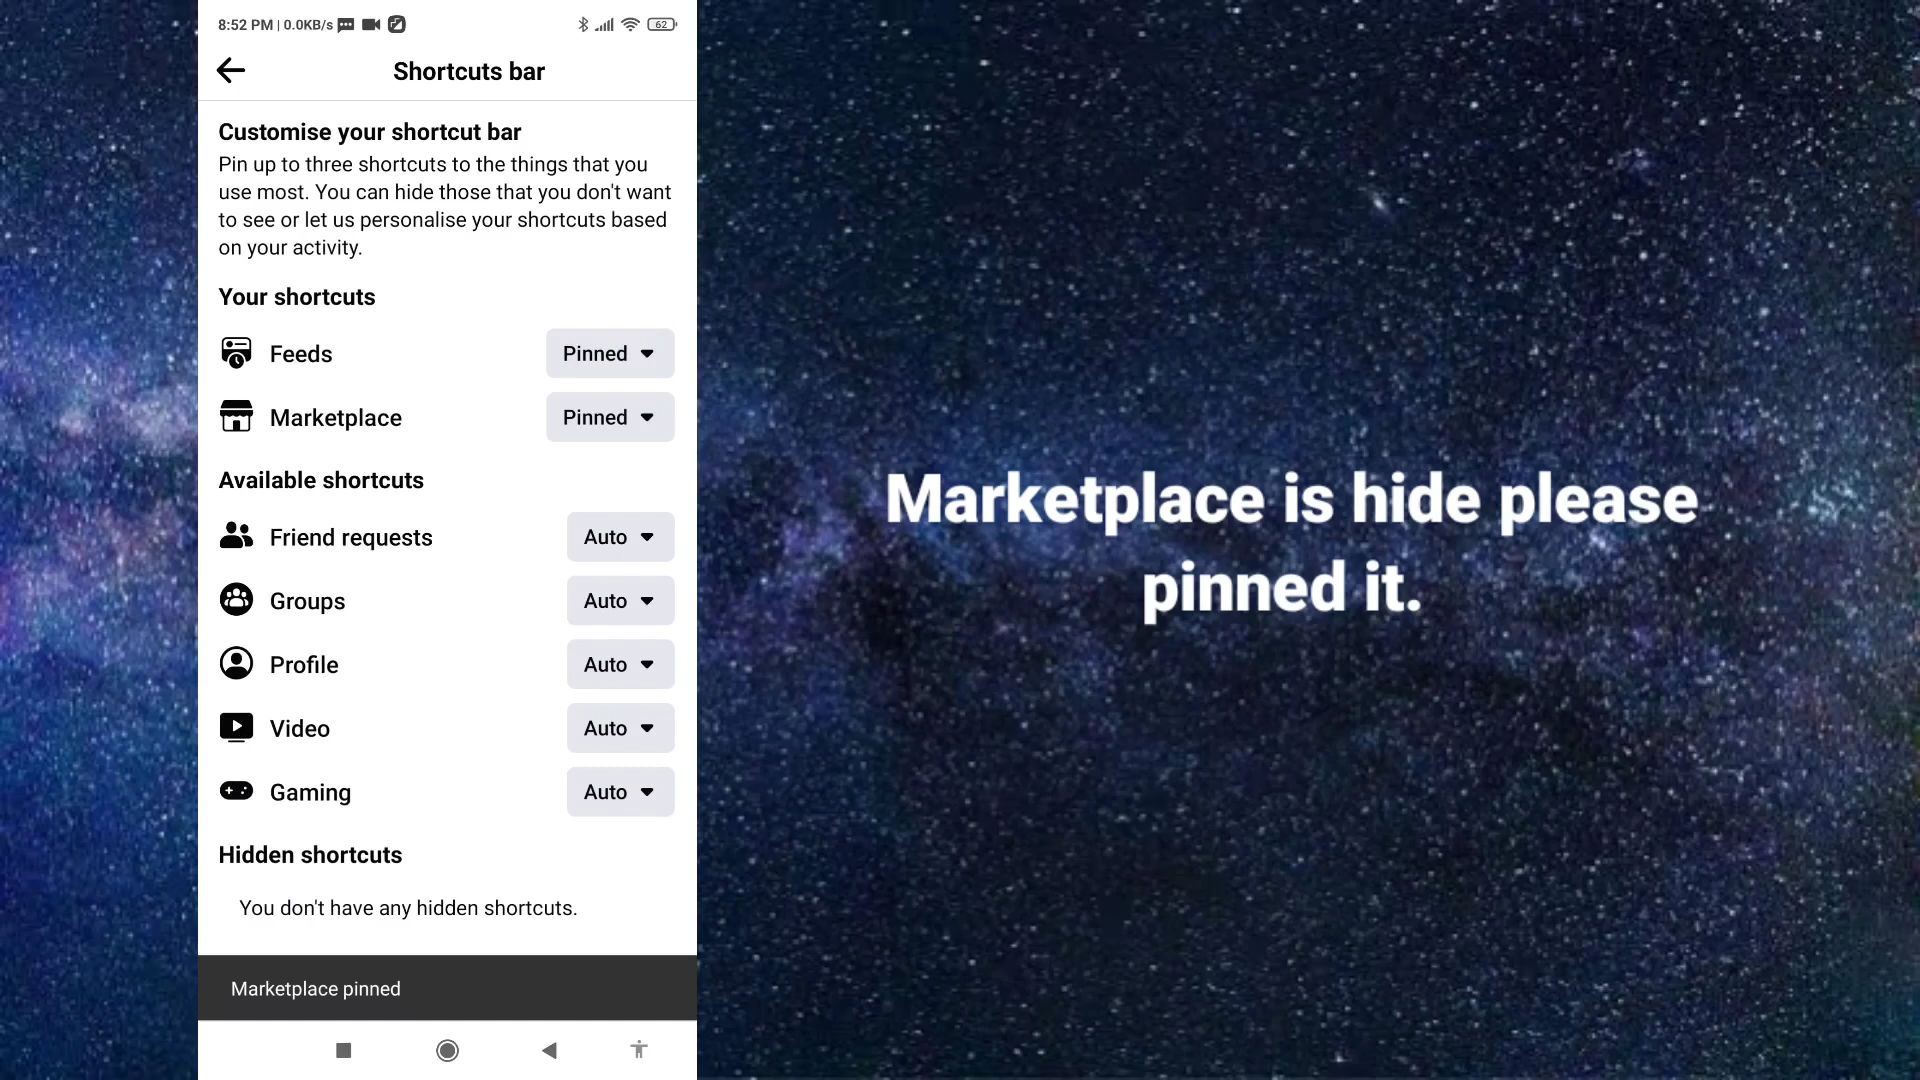 8:52 PM | 0.0KB/s
62
Shortcuts bar
Customise your shortcut bar
Pin up to three shortcuts to the things that you
use most. You can hide those that you don't want
to see or let us personalise your shortcuts based
on your activity.
Your shortcuts
Feeds Pinned
Marketplace Pinned
Available shortcuts
Friend requests Auto
Groups Auto
Profile Auto
Video Auto
Gaming Auto
Hidden shortcuts
You don't have any hidden shortcuts.
Marketplace pinned
Marketplace is hide please
pinned it.